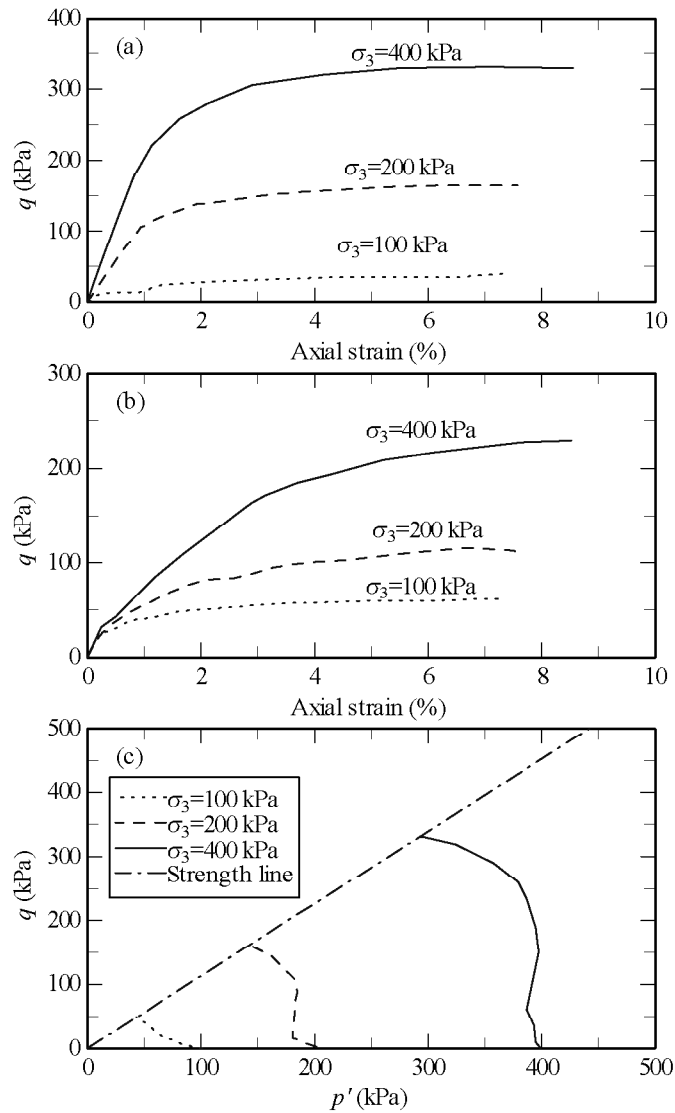 (a)
400
300
200
100
0
q (kPa)
σ3=400 kPa
σ3=200 kPa
σ3=100 kPa
0 2 4 6 8 10
Axial strain (%)
(b)
300
200
100
0
q (kPa)
σ3=400 kPa
σ3=200 kPa
σ3=100 kPa
0 2 4 6 8 10
Axial strain (%)
(c)
500
400
300
200
100
0
q (kPa)
σ3=100 kPa
σ3=200 kPa
σ3=400 kPa
Strength line
0 100 200 300 400 500
p′ (kPa)